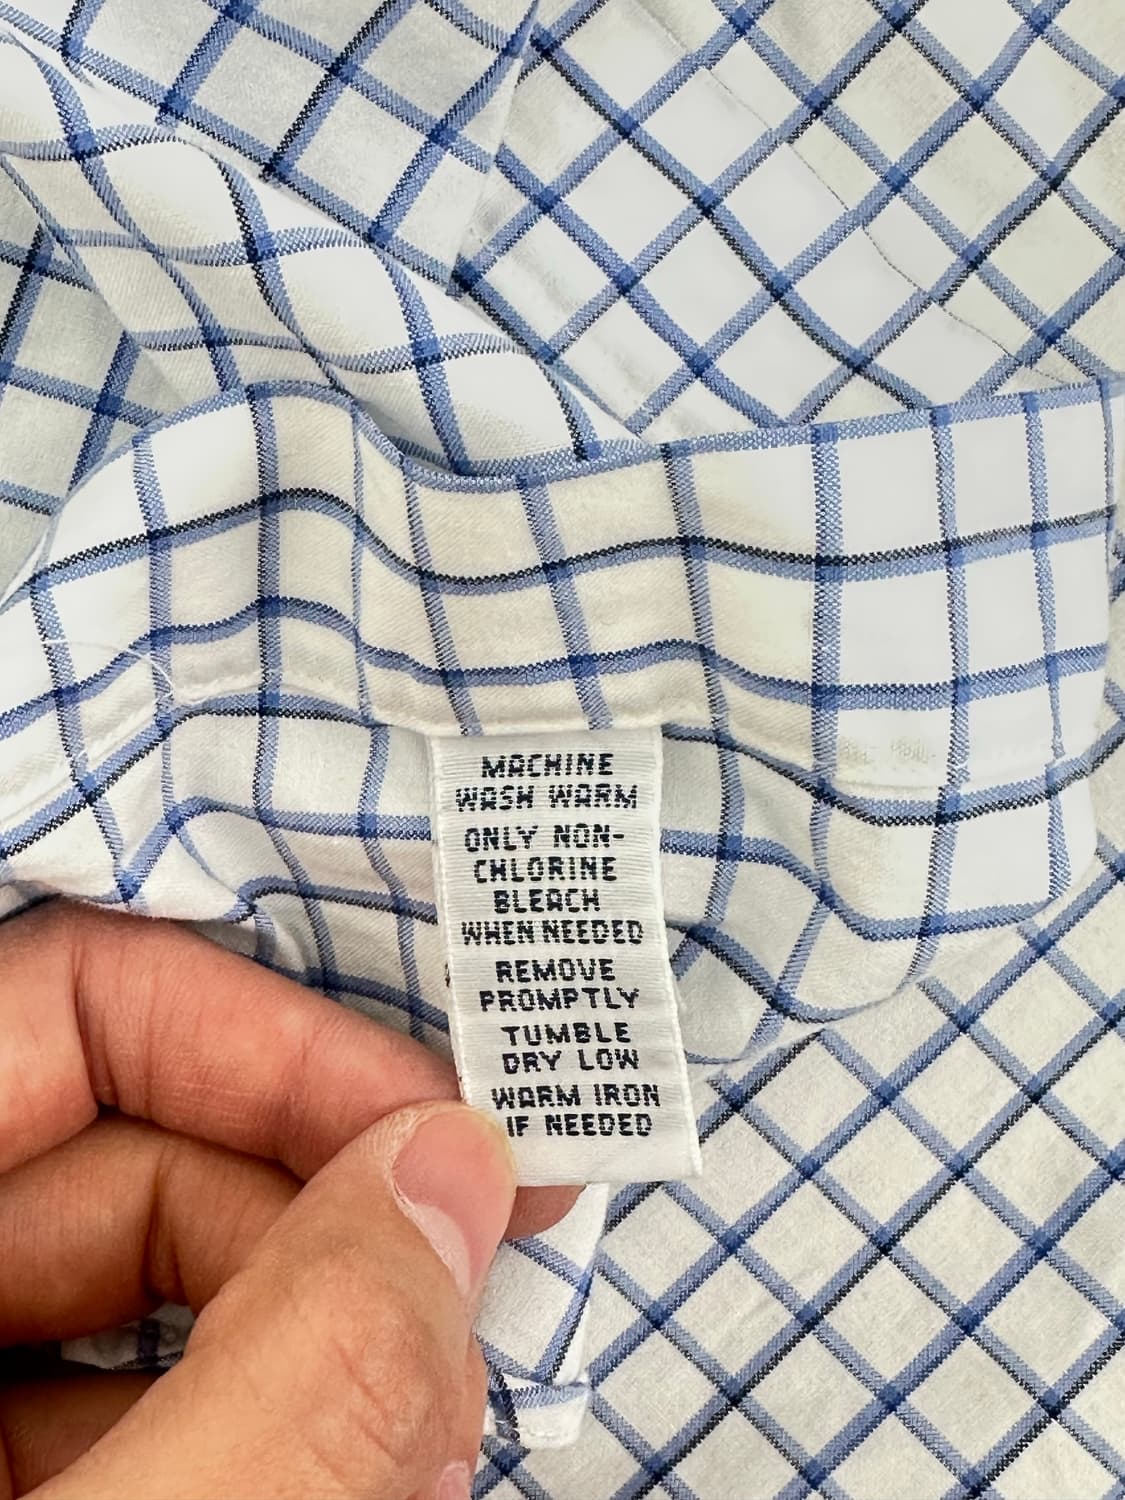 MACHINE
WASH WARM
ONLY NON-
CHLORINE
BLEACH
WHEN NEEDED
REMOVE
PROMPTLY
TUMBLE
DRY LOW
WARM IRON
IF NEEDED